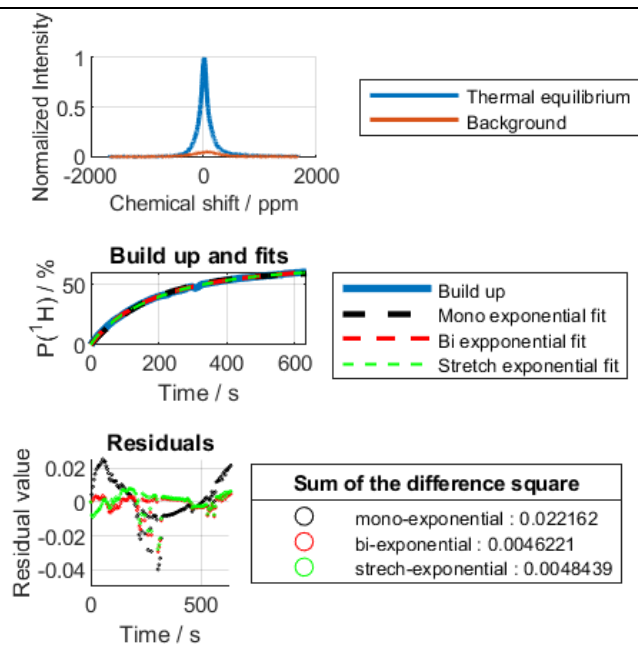 Normalized Intensity
1
0.5
0
-2000
0
2000
Chemical shift / ppm
Thermal equilibrium
Background
Build up and fits
P(¹H) / %
50
0
0
200
400
600
Time / s
Build up
Mono exponential fit
Bi expponential fit
Stretch exponential fit
Residuals
Residual value
0.02
0
-0.02
-0.04
0
500
Time / s
Sum of the difference square
mono-exponential : 0.022162
bi-exponential : 0.0046221
strech-exponential : 0.0048439